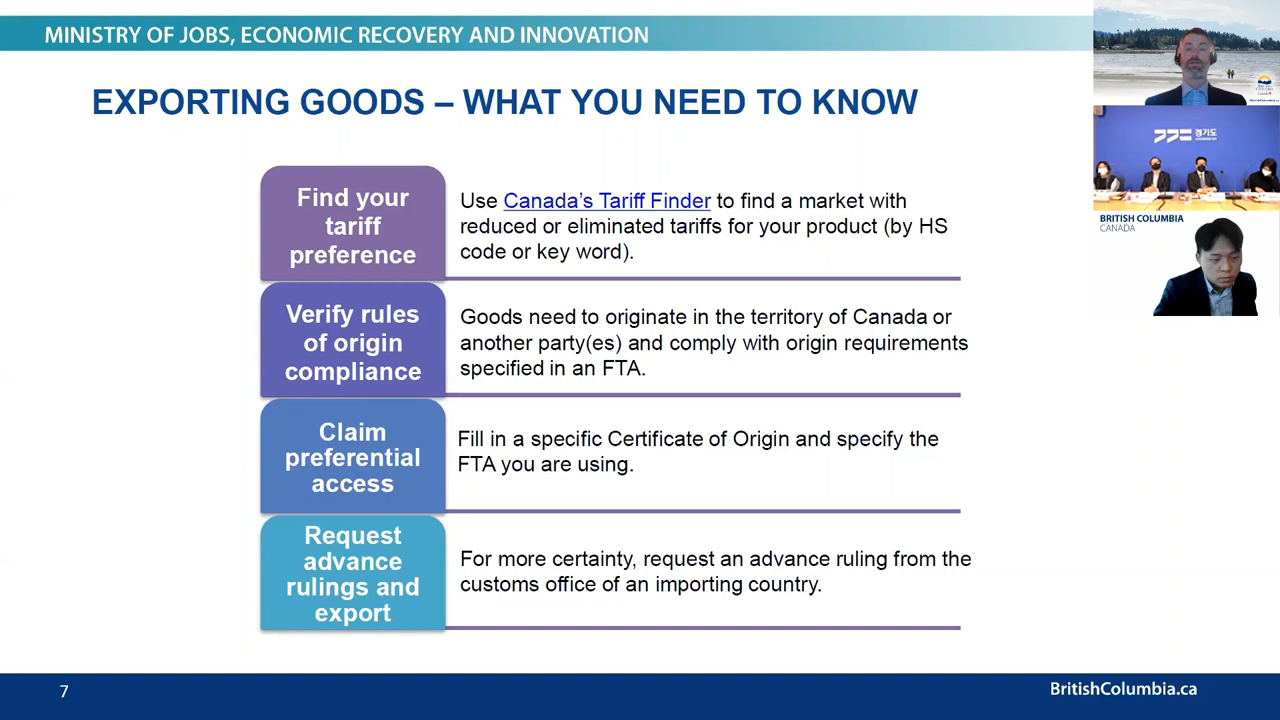 MINISTRY OF JOBS, ECONOMIC RECOVERY AND INNOVATION
EXPORTING GOODS – WHAT YOU NEED TO KNOW
Find your
tariff
preference
Use Canada's Tariff Finder to find a market with
reduced or eliminated tariffs for your product (by HS
code or key word).
Verify rules
of origin
compliance
Goods need to originate in the territory of Canada or
another party(es) and comply with origin requirements
specified in an FTA.
Claim
preferential
access
Fill in a specific Certificate of Origin and specify the
FTA you are using.
Request
advance
rulings and
export
For more certainty, request an advance ruling from the
customs office of an importing country.
7
BritishColumbia.ca
경기도
BRITISH COLUMBIA
CANADA